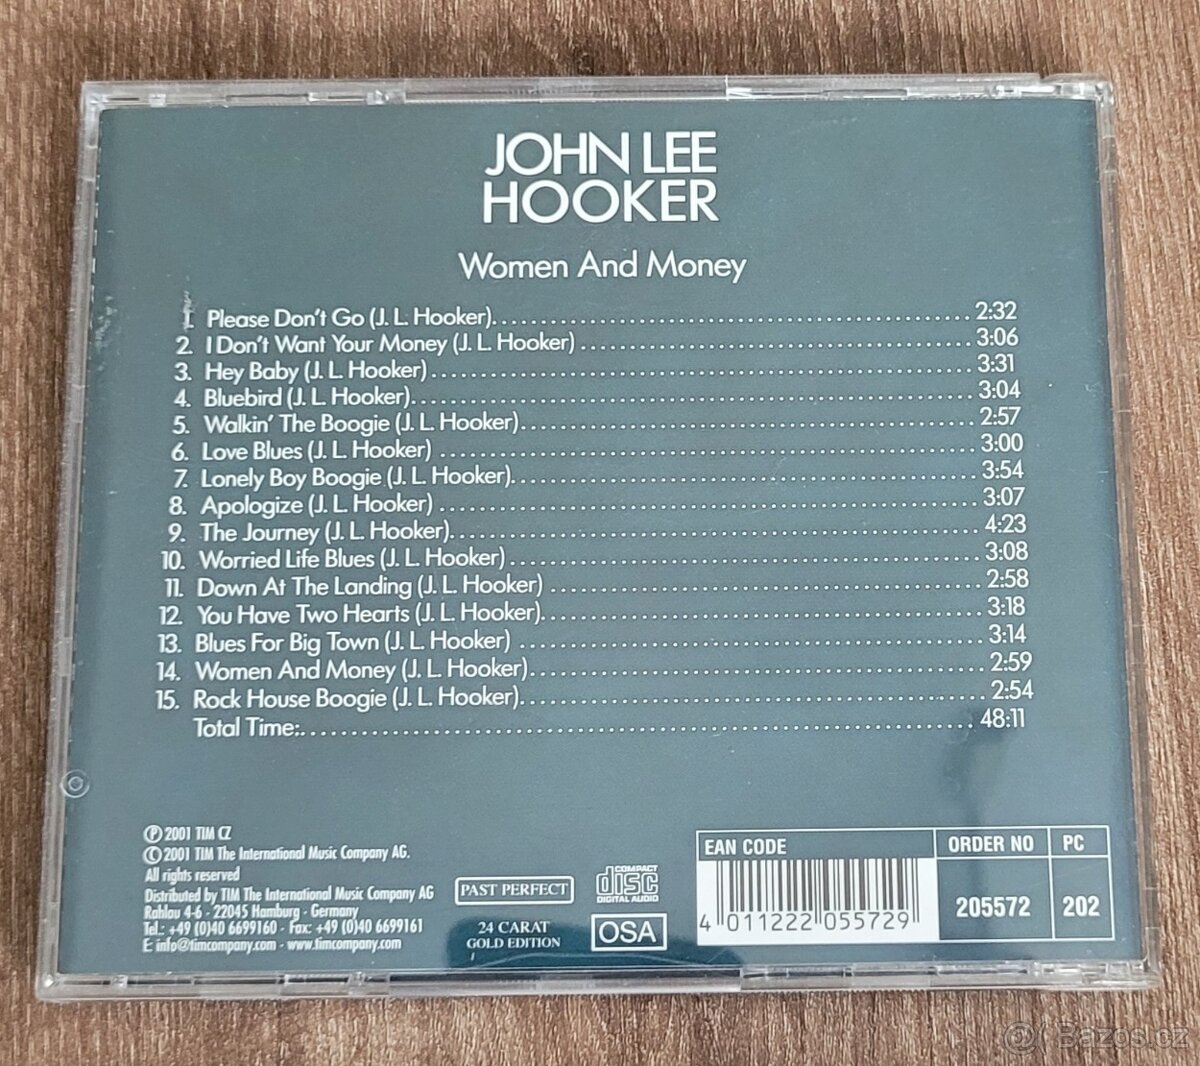 JOHN LEE
HOOKER
Women And Money
1. Please Don't Go (J. L. Hooker) 2:32
2. I Don't Want Your Money (J. L. Hooker) 3:06
3. Hey Baby (J. L. Hooker) 3:31
4. Bluebird (J. L. Hooker) 3:04
5. Walkin' The Boogie (J. L. Hooker) 2:57
6. Love Blues (J. L. Hooker) 3:00
7. Lonely Boy Boogie (J. L. Hooker) 3:54
8. Apologize (J. L. Hooker) 3:07
9. The Journey (J. L. Hooker) 4:23
10. Worried Life Blues (J. L. Hooker) 3:08
11. Down At The Landing (J. L. Hooker) 2:58
12. You Have Two Hearts (J. L. Hooker) 3:18
13. Blues For Big Town (J. L. Hooker) 3:14
14. Women And Money (J. L. Hooker) 2:59
15. Rock House Boogie (J. L. Hooker) 2:54
Total Time: 48:11
℗ 2001 TIM CZ
© 2001 TIM The International Music Company AG.
All rights reserved
Distributed by TIM The International Music Company AG
Rahlau 4-6 - 22045 Hamburg - Germany
Tel.: +49 (0)40 6699160 - Fax: +49 (0)40 6699161
E: info@timcompany.com - www.timcompany.com
PAST PERFECT
24 CARAT
GOLD EDITION
COMPACT
disc
DIGITAL AUDIO
OSA
EAN CODE
4 011222 055729
ORDER NO
205572
PC
202
Bazos.cz